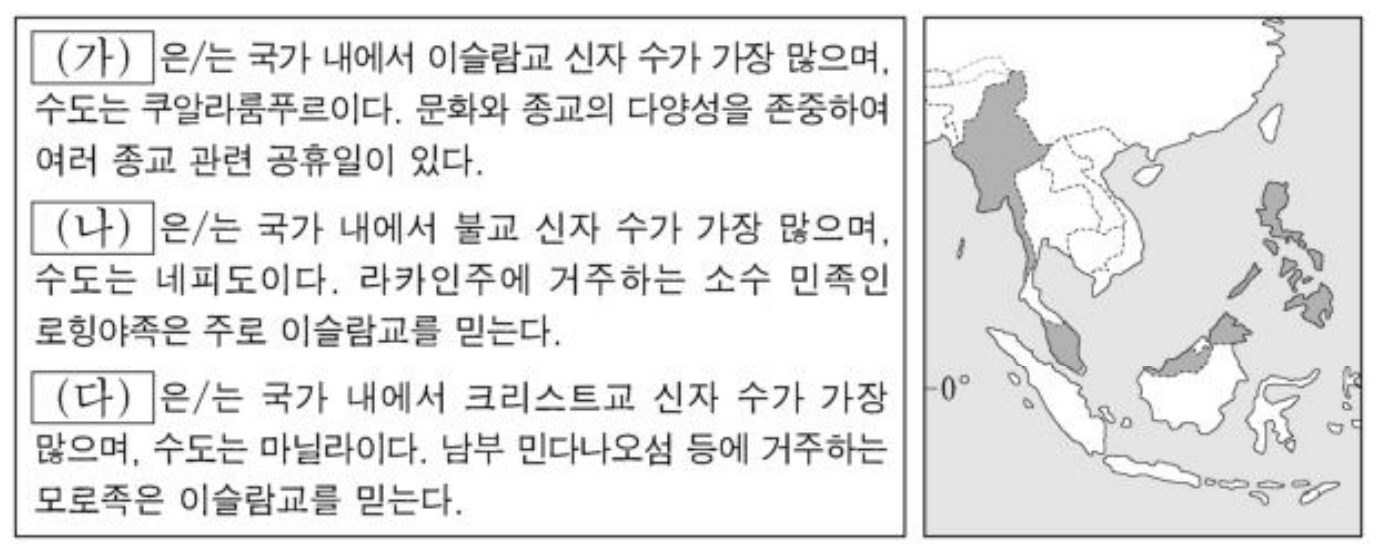 (가) 은/는 국가 내에서 이슬람교 신자 수가 가장 많으며,
수도는 쿠알라룸푸르이다. 문화와 종교의 다양성을 존중하여
여러 종교 관련 공휴일이 있다.
(나) 은/는 국가 내에서 불교 신자 수가 가장 많으며,
수도는 네피도이다. 라카인주에 거주하는 소수 민족인
로힝야족은 주로 이슬람교를 믿는다.
(다) 은/는 국가 내에서 크리스트교 신자 수가 가장
많으며, 수도는 마닐라이다. 남부 민다나오섬 등에 거주하는
모로족은 이슬람교를 믿는다.
0°